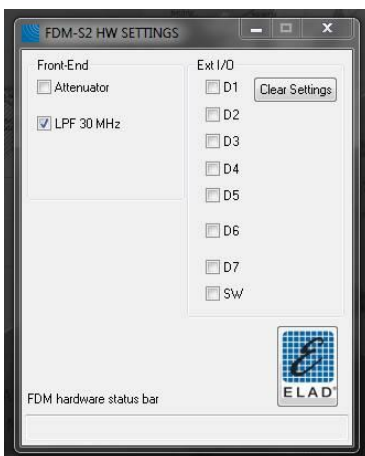 FDM-S2 HW SETTINGS
Front-End
Attenuator
LPF 30 MHz
Ext I/O
D1
Clear Settings
D2
D3
D4
D5
D6
D7
SW
E
ELAD
FDM hardware status bar